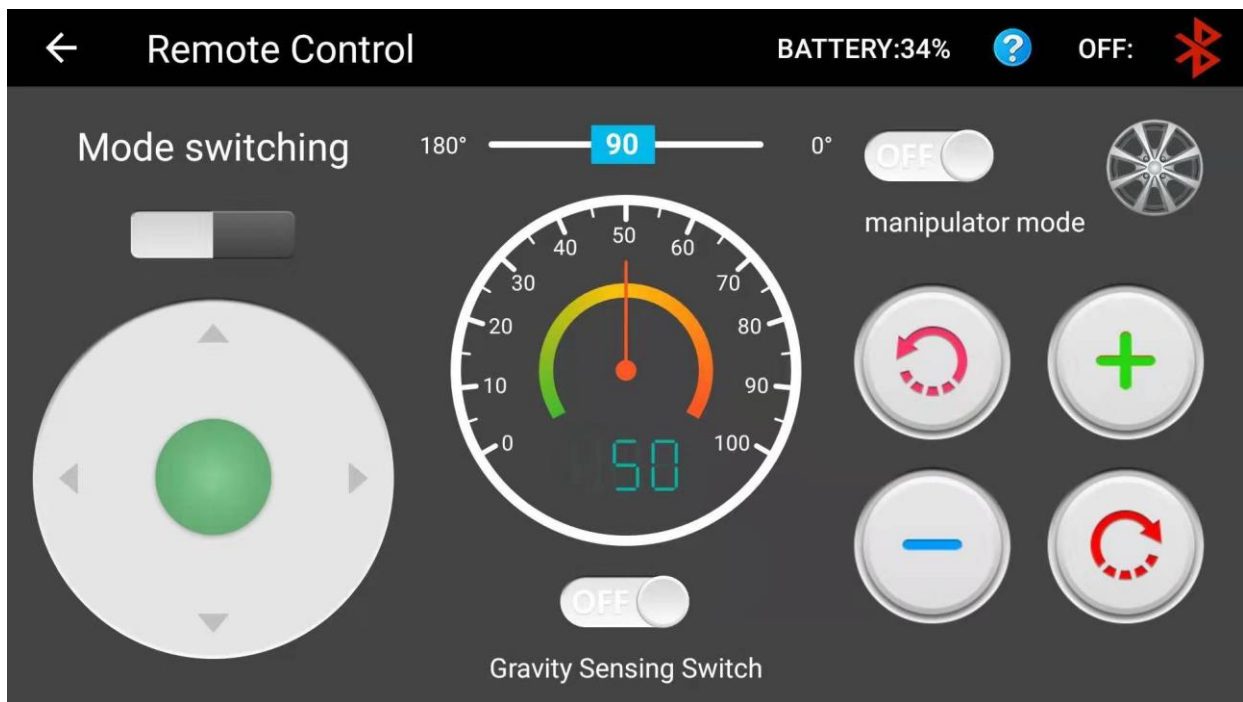 Remote Control
BATTERY:34%
?
OFF:
Mode switching
180°
90
0°
OFF
manipulator mode
0
10
20
30
40
50
60
70
80
90
100
50
OFF
Gravity Sensing Switch